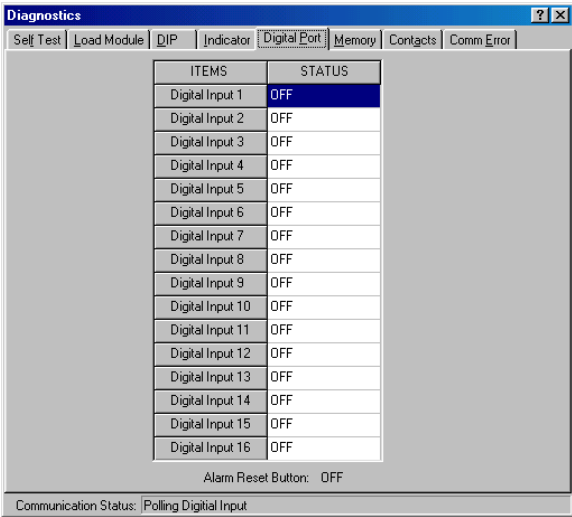 Diagnostics
Self Test Load Module DIP Indicator Digital Port Memory Contacts Comm Error
ITEMS STATUS
Digital Input 1 OFF
Digital Input 2 OFF
Digital Input 3 OFF
Digital Input 4 OFF
Digital Input 5 OFF
Digital Input 6 OFF
Digital Input 7 OFF
Digital Input 8 OFF
Digital Input 9 OFF
Digital Input 10 OFF
Digital Input 11 OFF
Digital Input 12 OFF
Digital Input 13 OFF
Digital Input 14 OFF
Digital Input 15 OFF
Digital Input 16 OFF
Alarm Reset Button: OFF
Communication Status: Polling Digitial Input